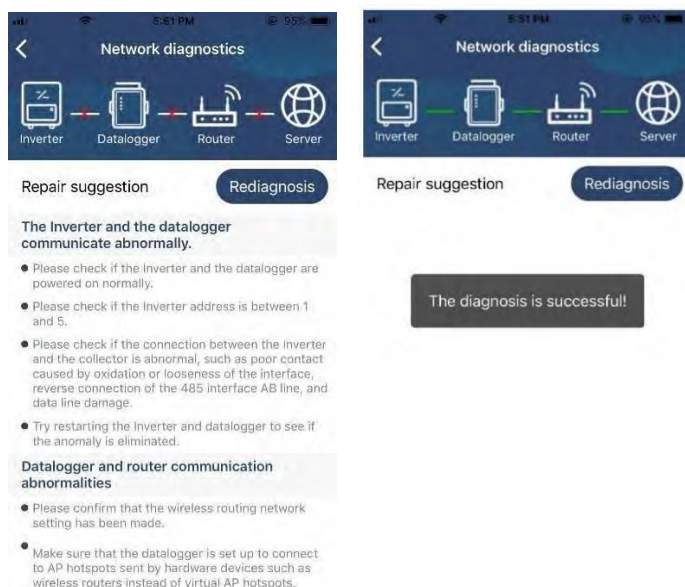 5:51 PM
95%
Network diagnostics
Inverter
Datalogger
Router
Server
Repair suggestion
Rediagnosis
The Inverter and the datalogger
communicate abnormally.
Please check if the Inverter and the datalogger are
powered on normally.
Please check if the Inverter address is between 1
and 5.
Please check if the connection between the Inverter
and the collector is abnormal, such as poor contact
caused by oxidation or looseness of the interface,
reverse connection of the 485 interface AB line, and
data line damage.
Try restarting the Inverter and datalogger to see if
the anomaly is eliminated.
Datalogger and router communication
abnormalities
Please confirm that the wireless routing network
setting has been made.
Make sure that the datalogger is set up to connect
to AP hotspots sent by hardware devices such as
wireless routers instead of virtual AP hotspots.
5:51 PM
95%
Network diagnostics
Inverter
Datalogger
Router
Server
Repair suggestion
Rediagnosis
The diagnosis is successful!